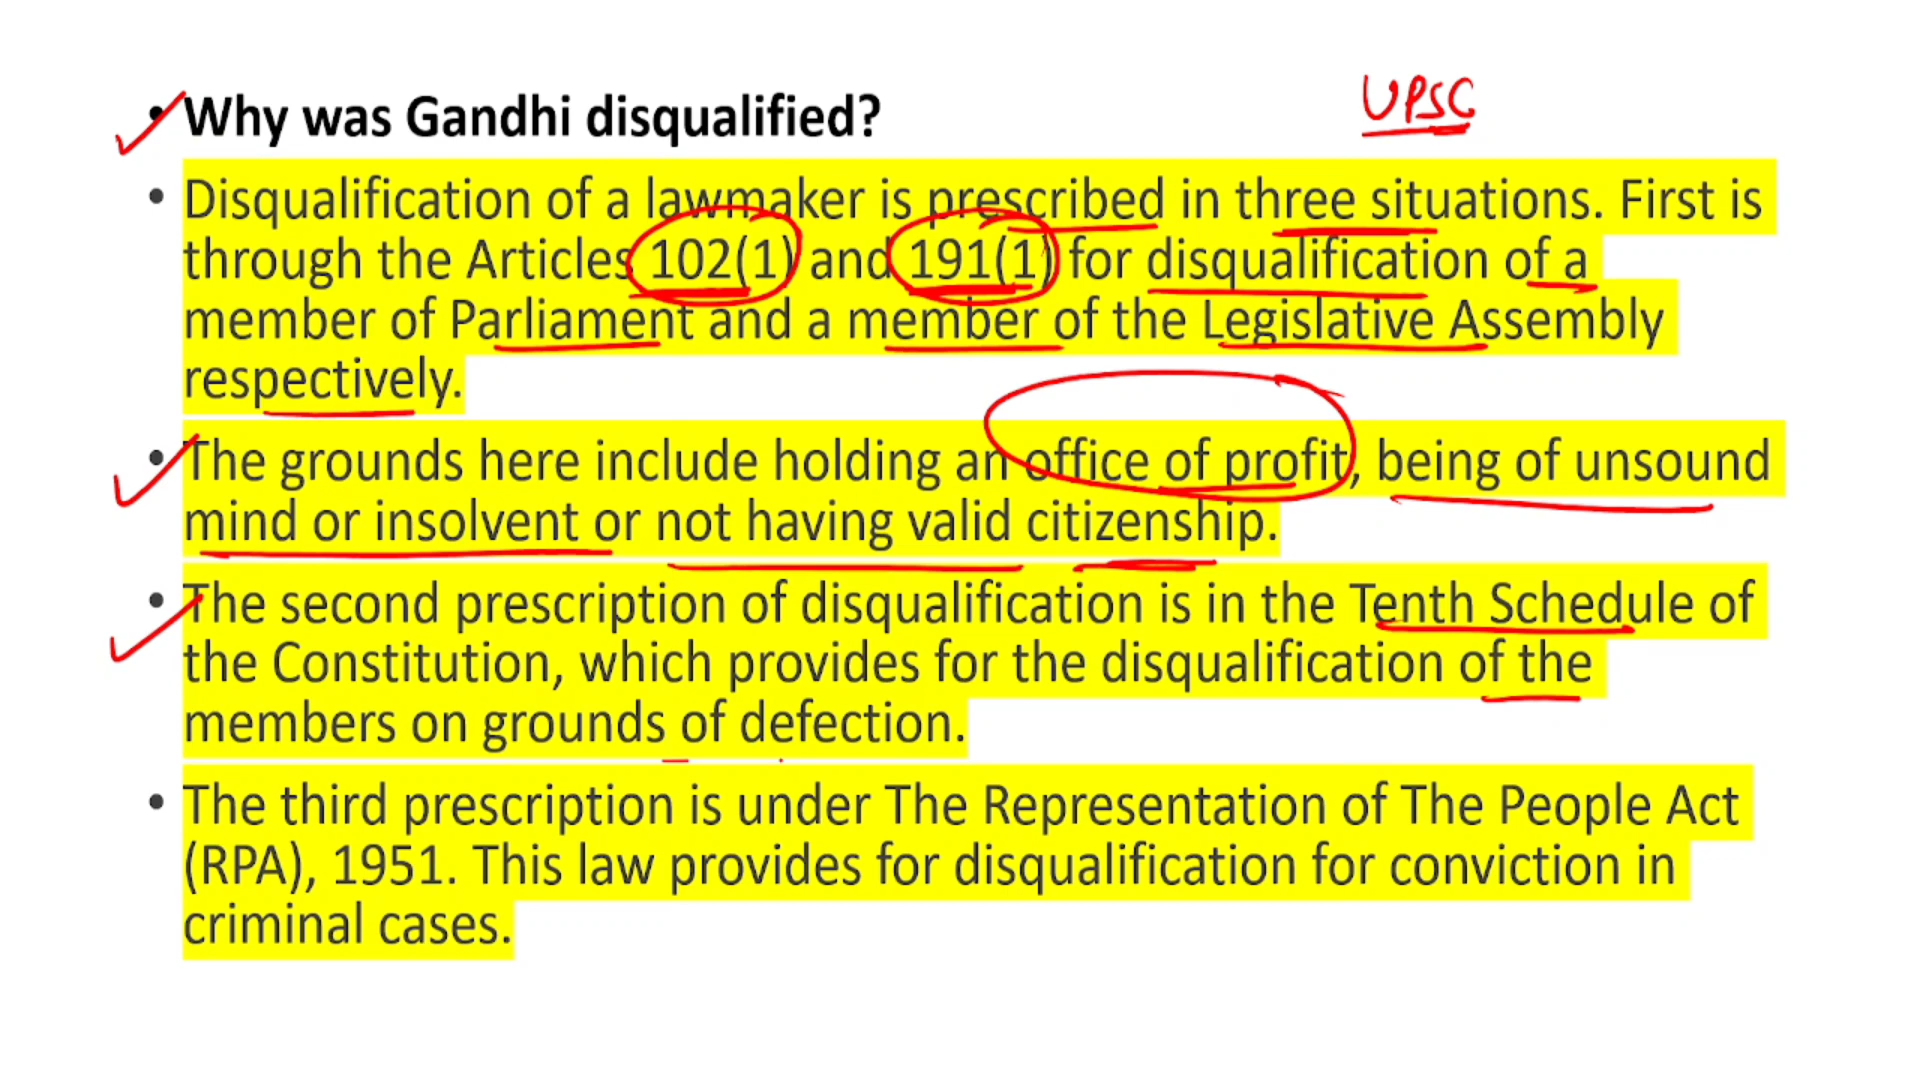 UPSC
• Why was Gandhi disqualified?
• Disqualification of a lawmaker is prescribed in three situations. First is
through the Articles 102(1) and 191(1) for disqualification of a
member of Parliament and a member of the Legislative Assembly
respectively.
• The grounds here include holding an office of profit, being of unsound
mind or insolvent or not having valid citizenship.
• The second prescription of disqualification is in the Tenth Schedule of
the Constitution, which provides for the disqualification of the
members on grounds of defection.
• The third prescription is under The Representation of The People Act
(RPA), 1951. This law provides for disqualification for conviction in
criminal cases.